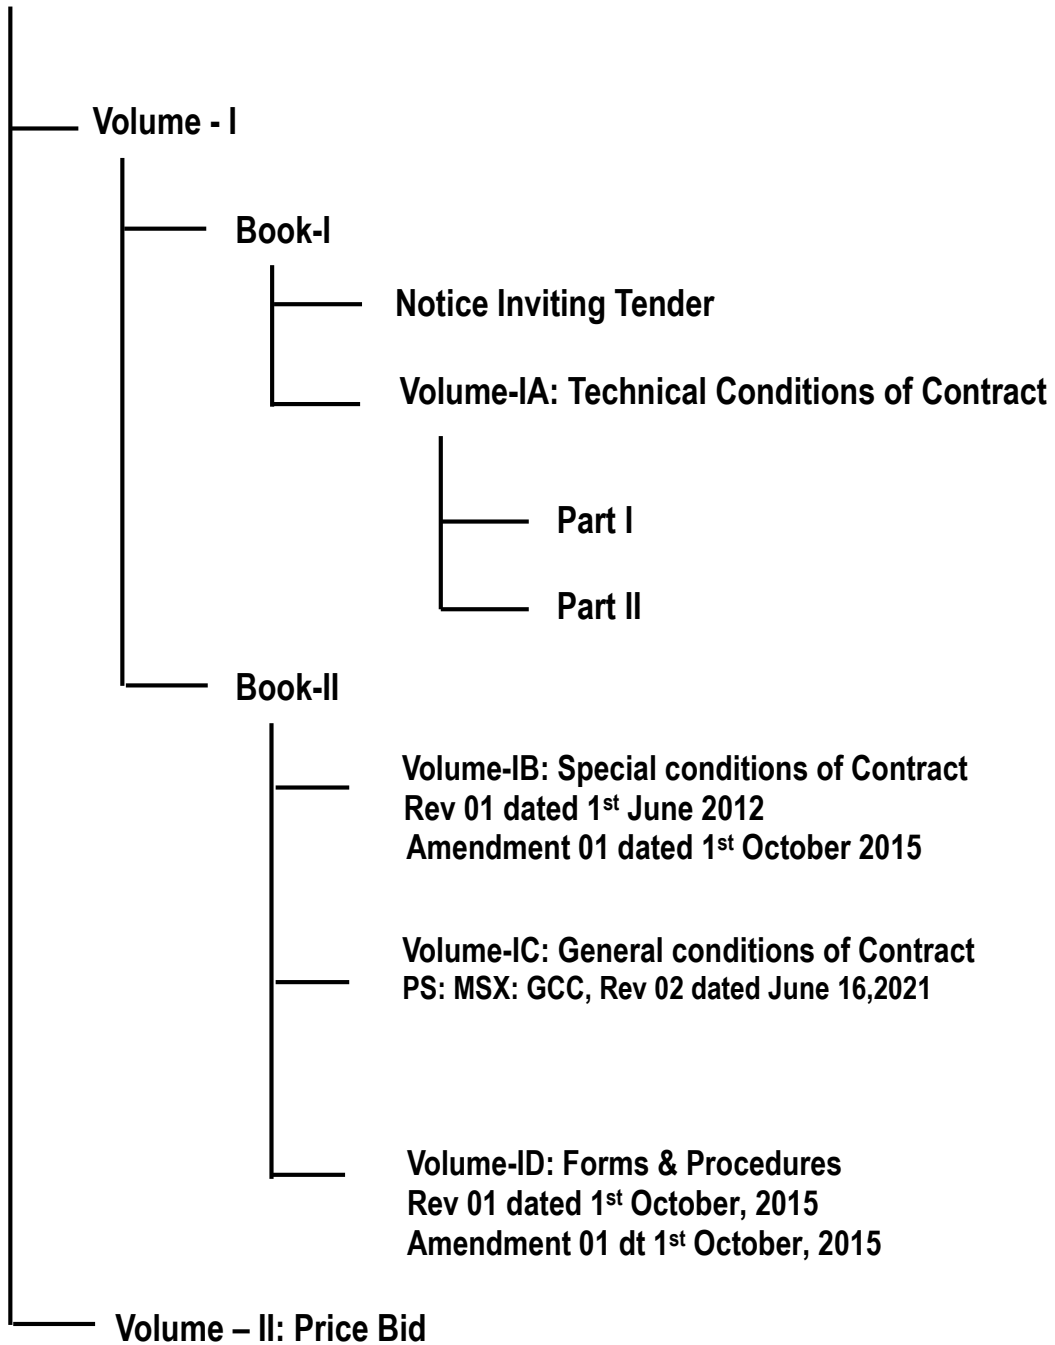 Volume - I
Book-I
Notice Inviting Tender
Volume-IA: Technical Conditions of Contract
Part I
Part II
Book-II
Volume-IB: Special conditions of Contract
Rev 01 dated 1st June 2012
Amendment 01 dated 1st October 2015
Volume-IC: General conditions of Contract
PS: MSX: GCC, Rev 02 dated June 16,2021
Volume-ID: Forms & Procedures
Rev 01 dated 1st October, 2015
Amendment 01 dt 1st October, 2015
Volume – II: Price Bid